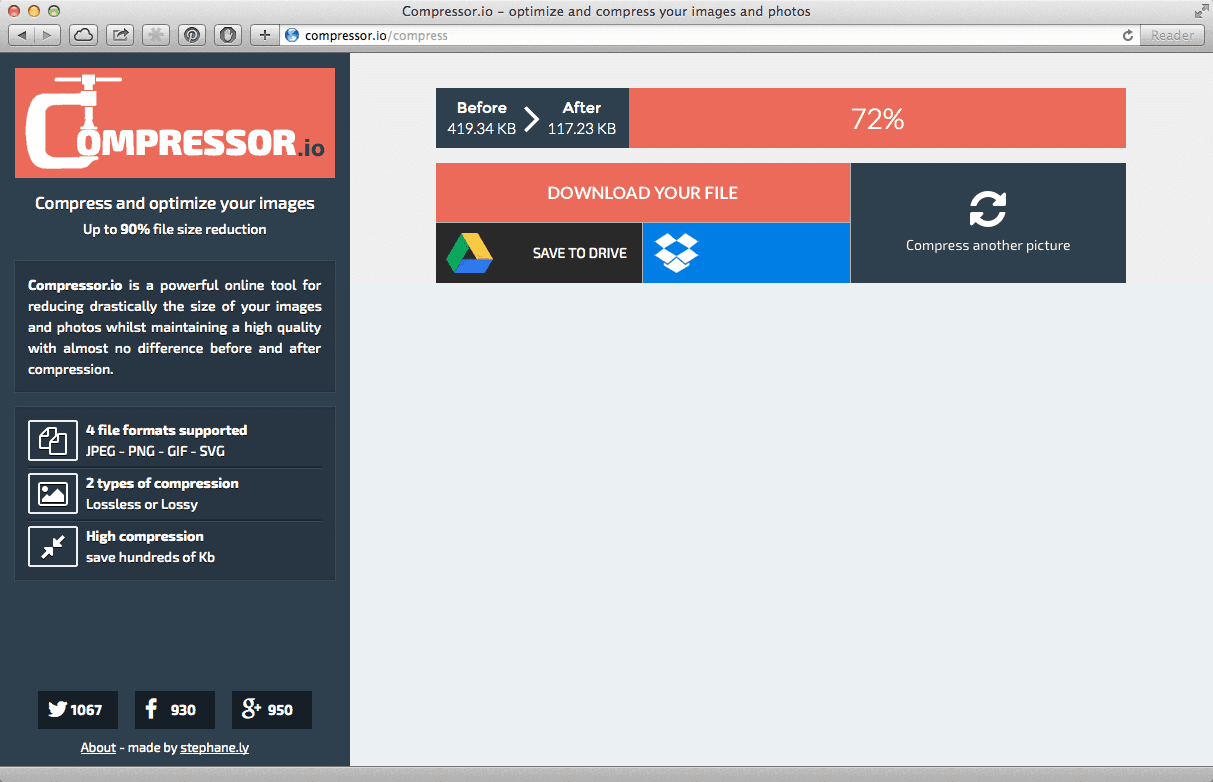 Compressor.io – optimize and compress your images and photos
compressor.io/compress
Reader
COMPRESSOR.io
Compress and optimize your images
Up to 90% file size reduction
Compressor.io is a powerful online tool for
reducing drastically the size of your images
and photos whilst maintaining a high quality
with almost no difference before and after
compression.
4 file formats supported
JPEG - PNG - GIF - SVG
2 types of compression
Lossless or Lossy
High compression
save hundreds of Kb
1067
930
950
About - made by stephane.ly
Before
419.34 KB
After
117.23 KB
72%
DOWNLOAD YOUR FILE
SAVE TO DRIVE
Compress another picture